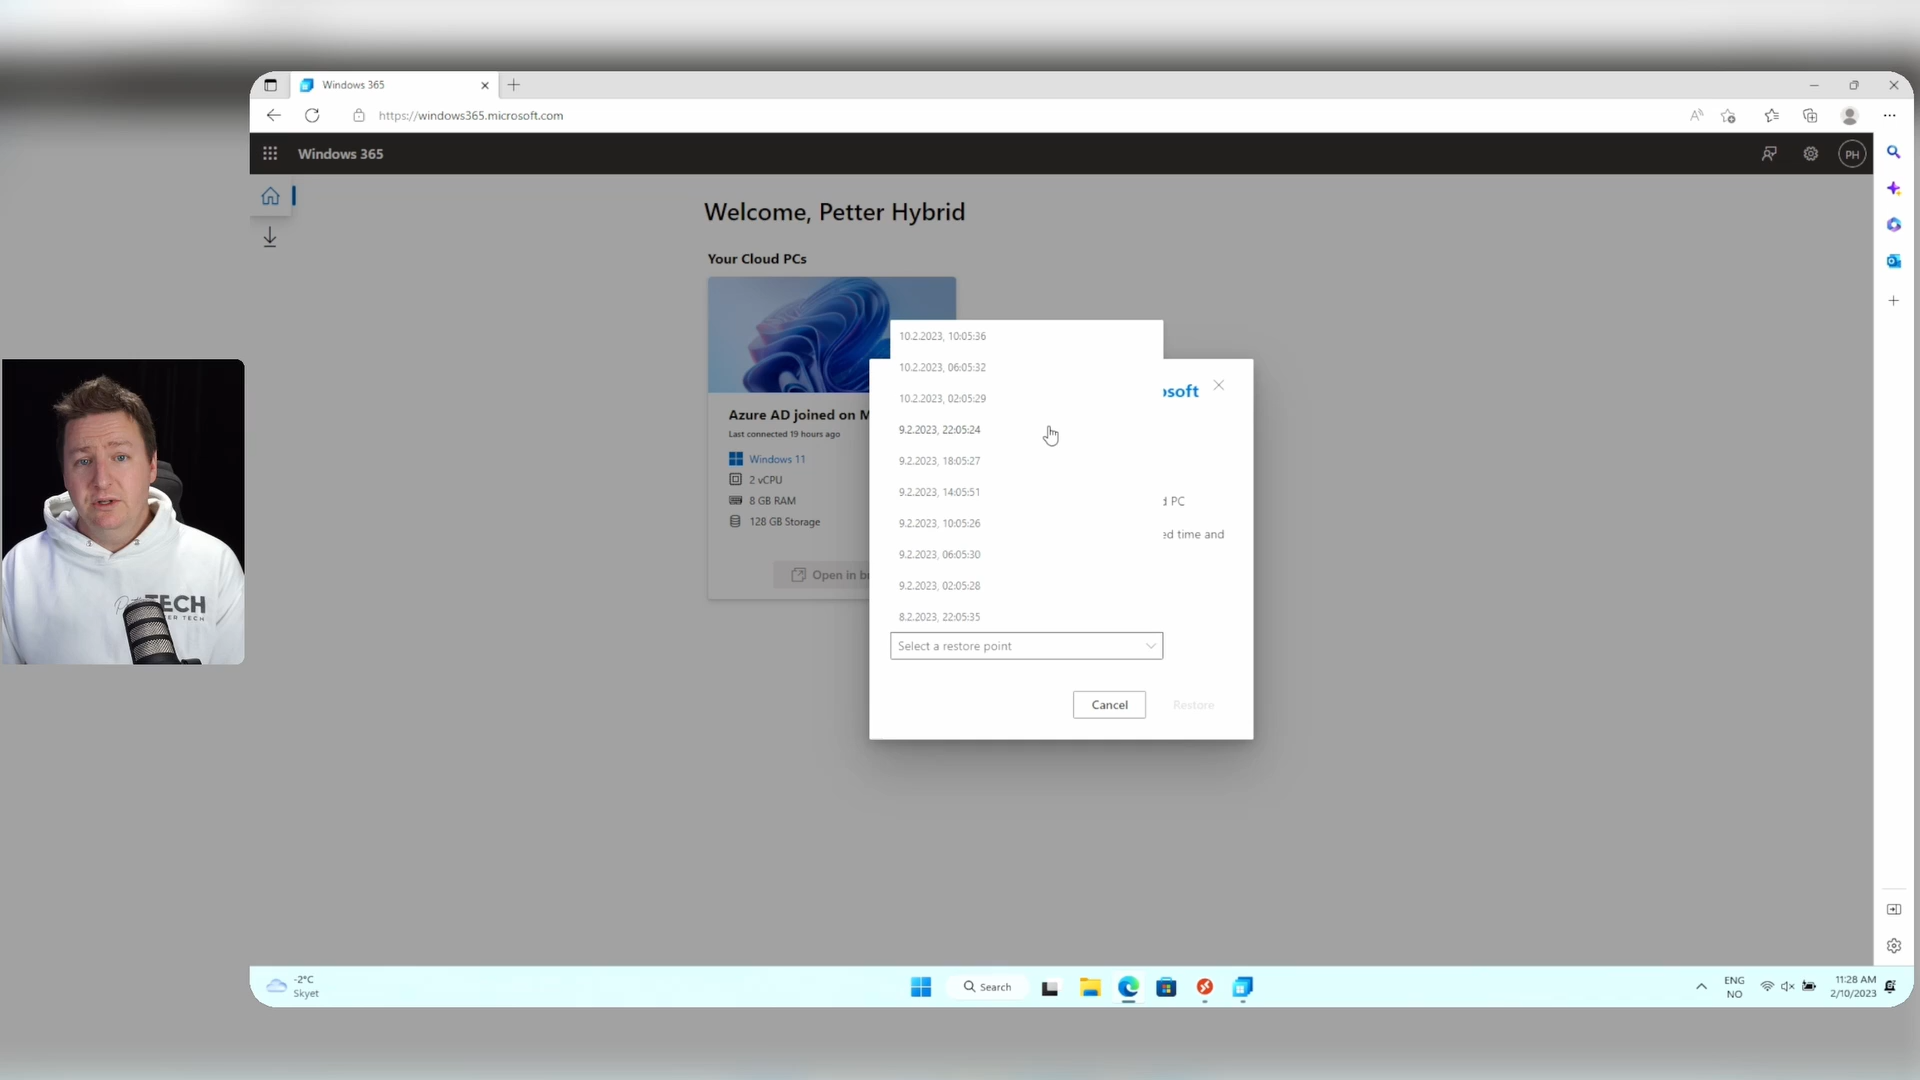 Windows 365
https://windows365.microsoft.com
Windows 365
PH
Welcome, Petter Hybrid
Your Cloud PCs
10.2.2023, 10:05:36
10.2.2023, 06:05:32
osoft
10.2.2023, 02:05:29
Azure AD joined on M
9.2.2023, 22:05:24
Last connected 19 hours ago
Windows 11
9.2.2023, 18:05:27
2 vCPU
9.2.2023, 14:05:51
8 GB RAM
d PC
128 GB Storage
9.2.2023, 10:05:26
ed time and
9.2.2023, 06:05:30
Open in br
9.2.2023, 02:05:28
8.2.2023, 22:05:35
Select a restore point
Cancel
Restore
TECH
ER TECH
-2°C
Skyet
Search
ENG
NO
11:28 AM
2/10/2023